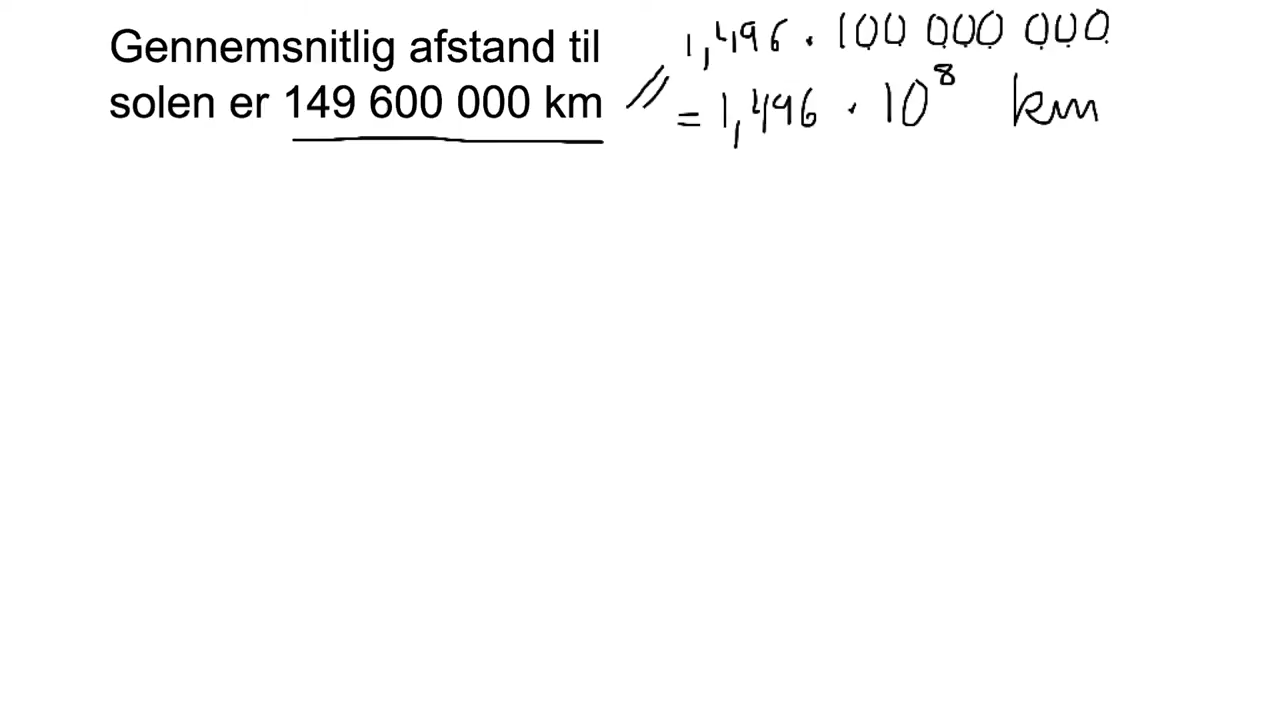 Gennemsnitlig afstand til
solen er 149 600 000 km
1,496 · 100 000 000
= 1,496 · 10⁸ km